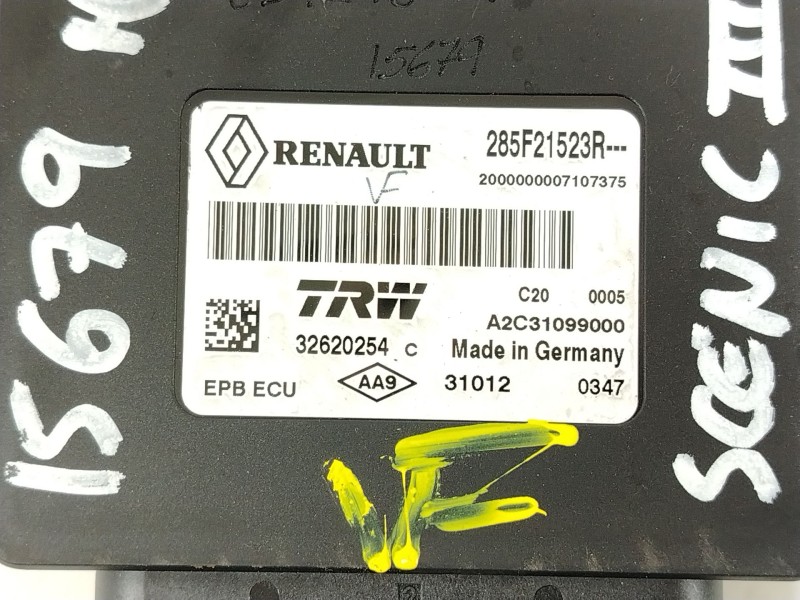 15679
RENAULT
285F21523R---
2000000007107375
VF
TRW
C20 0005
A2C31099000
32620254 C
Made in Germany
EPB ECU
AA9
31012
0347
VF
15679
SCENIC III